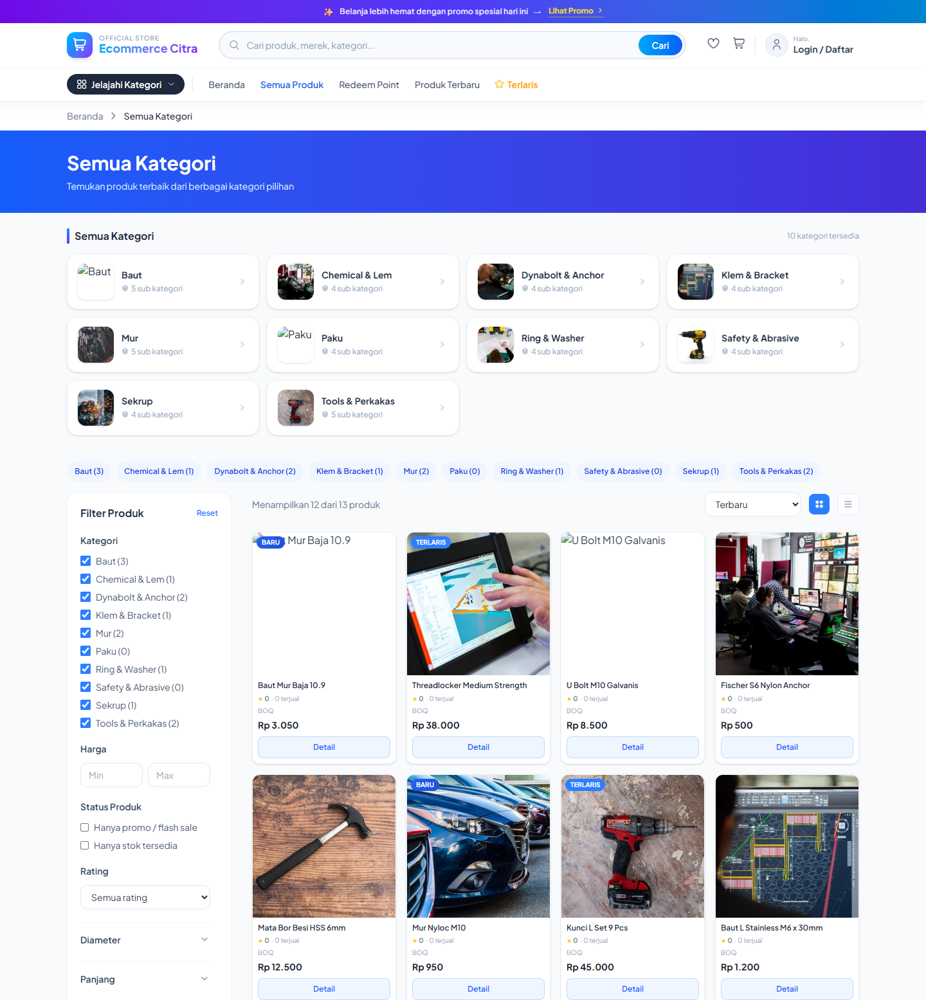 Belanja lebih hemat dengan promo spesial hari ini → Lihat Promo
OFFICIAL STORE
Ecommerce Citra
Cari produk, merek, kategori...
Cari
Halo,
Login / Daftar
Jelajahi Kategori
Beranda
Semua Produk
Redeem Point
Produk Terbaru
Terlaris
Beranda > Semua Kategori
Semua Kategori
Temukan produk terbaik dari berbagai kategori pilihan
Semua Kategori
10 kategori tersedia
Baut
Baut
5 sub kategori
Chemical & Lem
4 sub kategori
Dynabolt & Anchor
4 sub kategori
Klem & Bracket
4 sub kategori
Mur
5 sub kategori
Paku
Paku
4 sub kategori
Ring & Washer
4 sub kategori
Safety & Abrasive
4 sub kategori
Sekrup
4 sub kategori
Tools & Perkakas
5 sub kategori
Baut (3)
Chemical & Lem (1)
Dynabolt & Anchor (2)
Klem & Bracket (1)
Mur (2)
Paku (0)
Ring & Washer (1)
Safety & Abrasive (0)
Sekrup (1)
Tools & Perkakas (2)
Filter Produk
Reset
Kategori
Baut (3)
Chemical & Lem (1)
Dynabolt & Anchor (2)
Klem & Bracket (1)
Mur (2)
Paku (0)
Ring & Washer (1)
Safety & Abrasive (0)
Sekrup (1)
Tools & Perkakas (2)
Harga
Min
Max
Status Produk
Hanya promo / flash sale
Hanya stok tersedia
Rating
Semua rating
Diameter
Panjang
Menampilkan 12 dari 13 produk
Terbaru
BARU
Mur Baja 10.9
Baut Mur Baja 10.9
★ 0 · 0 terjual
BOQ
Rp 3.050
Detail
TERLARIS
Threadlocker Medium Strength
★ 0 · 0 terjual
BOQ
Rp 38.000
Detail
U Bolt M10 Galvanis
U Bolt M10 Galvanis
★ 0 · 0 terjual
BOQ
Rp 8.500
Detail
Fischer S6 Nylon Anchor
★ 0 · 0 terjual
BOQ
Rp 500
Detail
Mata Bor Besi HSS 6mm
★ 0 · 0 terjual
BOQ
Rp 12.500
Detail
BARU
Mur Nyloc M10
★ 0 · 0 terjual
BOQ
Rp 950
Detail
TERLARIS
Kunci L Set 9 Pcs
★ 0 · 0 terjual
BOQ
Rp 45.000
Detail
Baut L Stainless M6 x 30mm
★ 0 · 0 terjual
BOQ
Rp 1.200
Detail